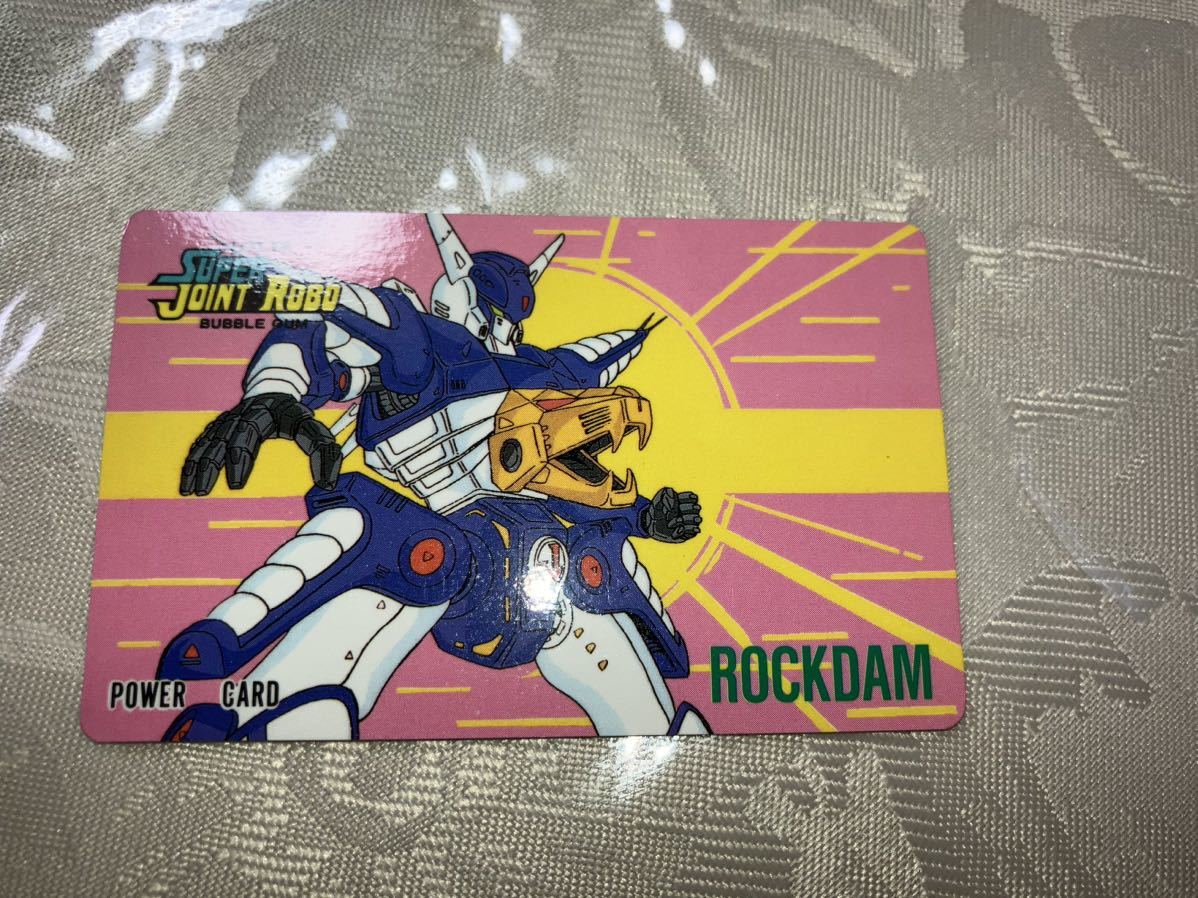 SUPER
JOINT ROBO
BUBBLE GUM
POWER CARD
ROCKDAM